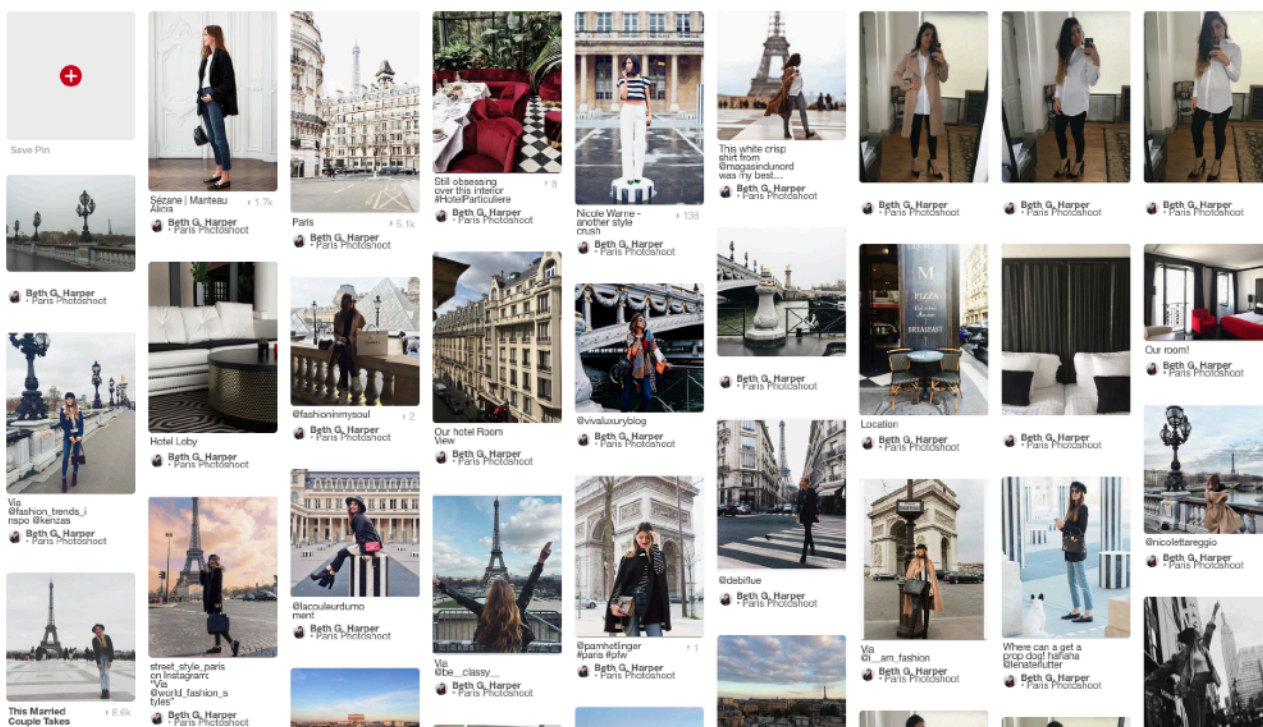 Save Pin
Beth G. Harper
• Paris Photoshoot
Via
@fashion_trends_i
nspo @kenzas
Beth G. Harper
• Paris Photoshoot
This Married
Couple Takes
8.6k
Sézane | Manteau
Alicia
1.7k
Beth G. Harper
• Paris Photoshoot
Hotel Loby
Beth G. Harper
• Paris Photoshoot
street_style_paris
on Instagram:
"Via
@world_fashion_s
tyles"
Beth G. Harper
• Paris Photoshoot
Paris
5.1k
Beth G. Harper
• Paris Photoshoot
@fashioninmysoul
2
Beth G. Harper
• Paris Photoshoot
@lacouleurdumo
ment
Beth G. Harper
• Paris Photoshoot
Still obsessing
over this interior
#HotelParticuliere
8
Beth G. Harper
• Paris Photoshoot
Our hotel Room
View
Beth G. Harper
• Paris Photoshoot
Via
@be__classy__
Beth G. Harper
• Paris Photoshoot
Nicole Warne -
another style
crush
138
Beth G. Harper
• Paris Photoshoot
@vivaluxuryblog
Beth G. Harper
• Paris Photoshoot
@pamhetlinger
#paris #pfw
1
Beth G. Harper
• Paris Photoshoot
This white crisp
shirt from
@magasindunord
was my best....
Beth G. Harper
• Paris Photoshoot
Beth G. Harper
• Paris Photoshoot
@debiflue
Beth G. Harper
• Paris Photoshoot
Beth G. Harper
• Paris Photoshoot
M
PIZZA
BREAKFAST
Location
Beth G. Harper
• Paris Photoshoot
Via
@i__am_fashion
Beth G. Harper
• Paris Photoshoot
Beth G. Harper
• Paris Photoshoot
Beth G. Harper
• Paris Photoshoot
Where can a get a
prop dog! hahaha
@lenaterlutter
Beth G. Harper
• Paris Photoshoot
Beth G. Harper
• Paris Photoshoot
Our room!
Beth G. Harper
• Paris Photoshoot
@nicolettareggio
Beth G. Harper
• Paris Photoshoot